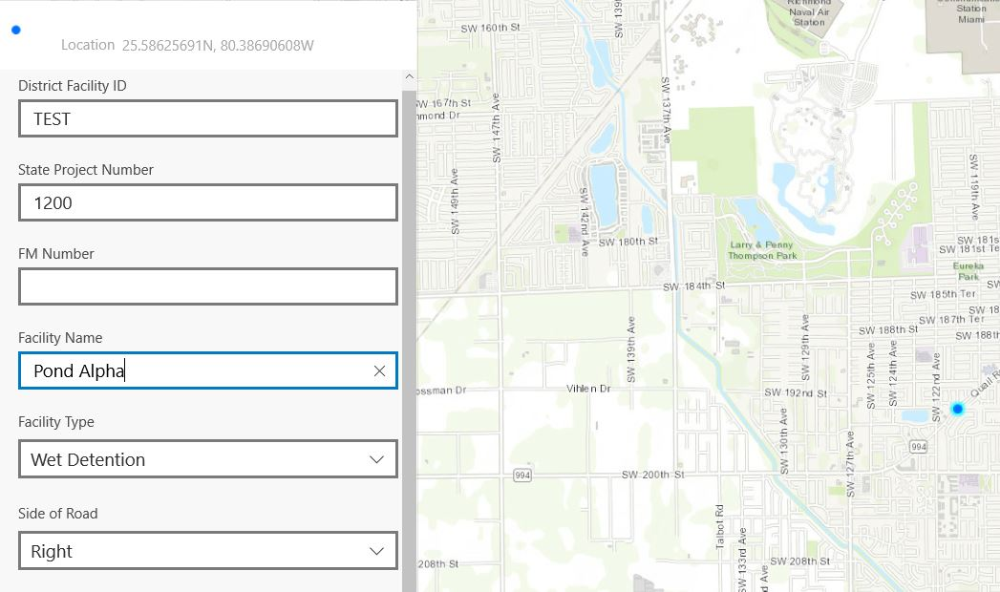 Location 25.58625691N, 80.38690608W
District Facility ID
TEST
State Project Number
1200
FM Number
Facility Name
Pond Alpha
Facility Type
Wet Detention
Side of Road
Right
Richmond
Naval Air
Station
Station
Miami
SW 160th St
SW 139th
SW 167th St
mmond Dr
SW 147th Ave
SW 137th Ave
SW 149th Ave
SW 142nd Ave
SW 119th Ave
SW 180th St
Larry & Penny
Thompson Park
SW 181s
SW 181st Ter
Eureka
Park
SW 184th St
SW 185th Ter
SW 18
SW 187th Ter
SW 188th St
SW 188th
SW 139th Ave
SW 129th Ave
SW 125th Ave
SW 124th Ave
SW 122nd Ave
Quail R
ossman Dr
Vihlen Dr
SW 192nd St
SW 130th Ave
SW 127th Ave
994
994
SW 200th St
Talbot Rd
SW 133rd Ave
d Ave
208th St
SW 208th St